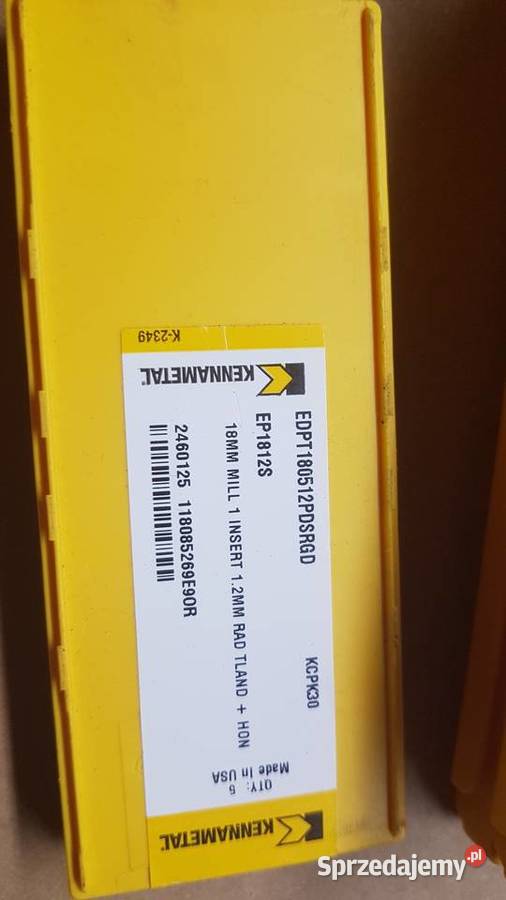 K-2349
KENNAMETAL
EDPT180512PDSRGD
KCPK30
EP1812S
18MM MILL 1 INSERT 1.2MM RAD TLAND + HON
2460125 118085269E90R
QTY: 5
Made In USA
KENNAMETAL
Sprzedajemy.pl